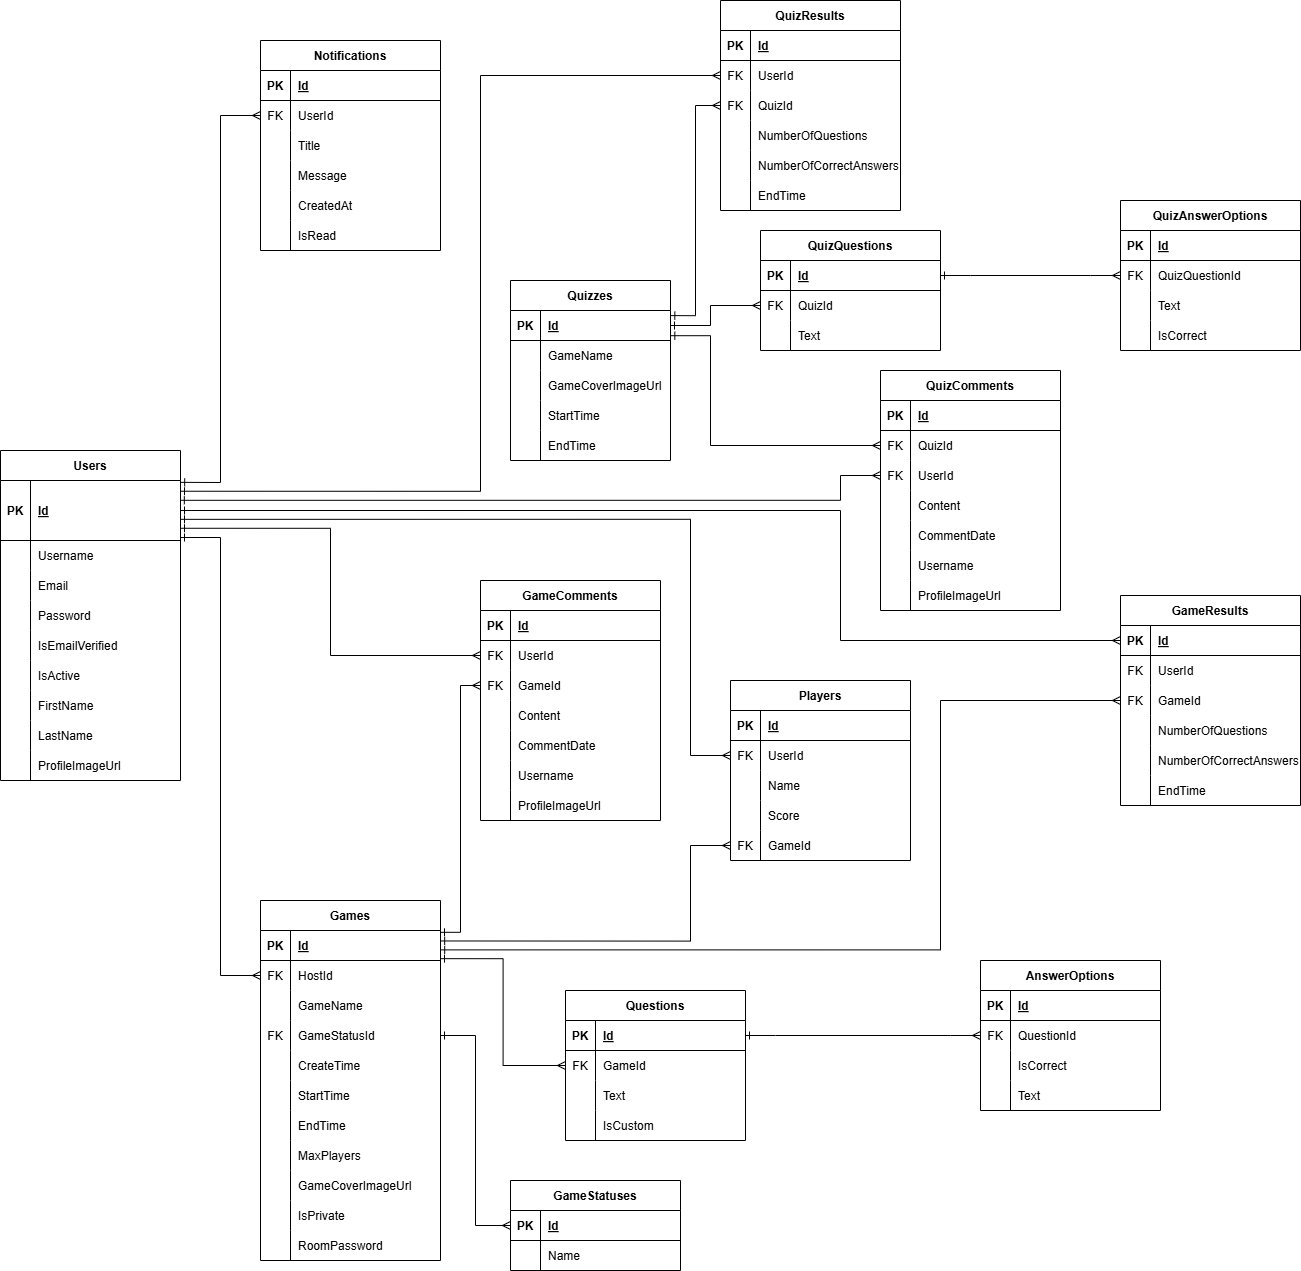 QuizResults
PK Id
FK UserId
FK QuizId
NumberOfQuestions
NumberOfCorrectAnswers
EndTime
Notifications
PK Id
FK UserId
Title
Message
CreatedAt
IsRead
QuizAnswerOptions
PK Id
FK QuizQuestionId
Text
IsCorrect
QuizQuestions
PK Id
FK QuizId
Text
Quizzes
PK Id
GameName
GameCoverImageUrl
StartTime
EndTime
QuizComments
PK Id
FK QuizId
FK UserId
Content
CommentDate
Username
ProfileImageUrl
Users
PK Id
Username
Email
Password
IsEmailVerified
IsActive
FirstName
LastName
ProfileImageUrl
GameComments
PK Id
FK UserId
FK GameId
Content
CommentDate
Username
ProfileImageUrl
GameResults
PK Id
FK UserId
FK GameId
NumberOfQuestions
NumberOfCorrectAnswers
EndTime
Players
PK Id
FK UserId
Name
Score
FK GameId
Games
PK Id
FK HostId
GameName
FK GameStatusId
CreateTime
StartTime
EndTime
MaxPlayers
GameCoverImageUrl
IsPrivate
RoomPassword
Questions
PK Id
FK GameId
Text
IsCustom
AnswerOptions
PK Id
FK QuestionId
IsCorrect
Text
GameStatuses
PK Id
Name